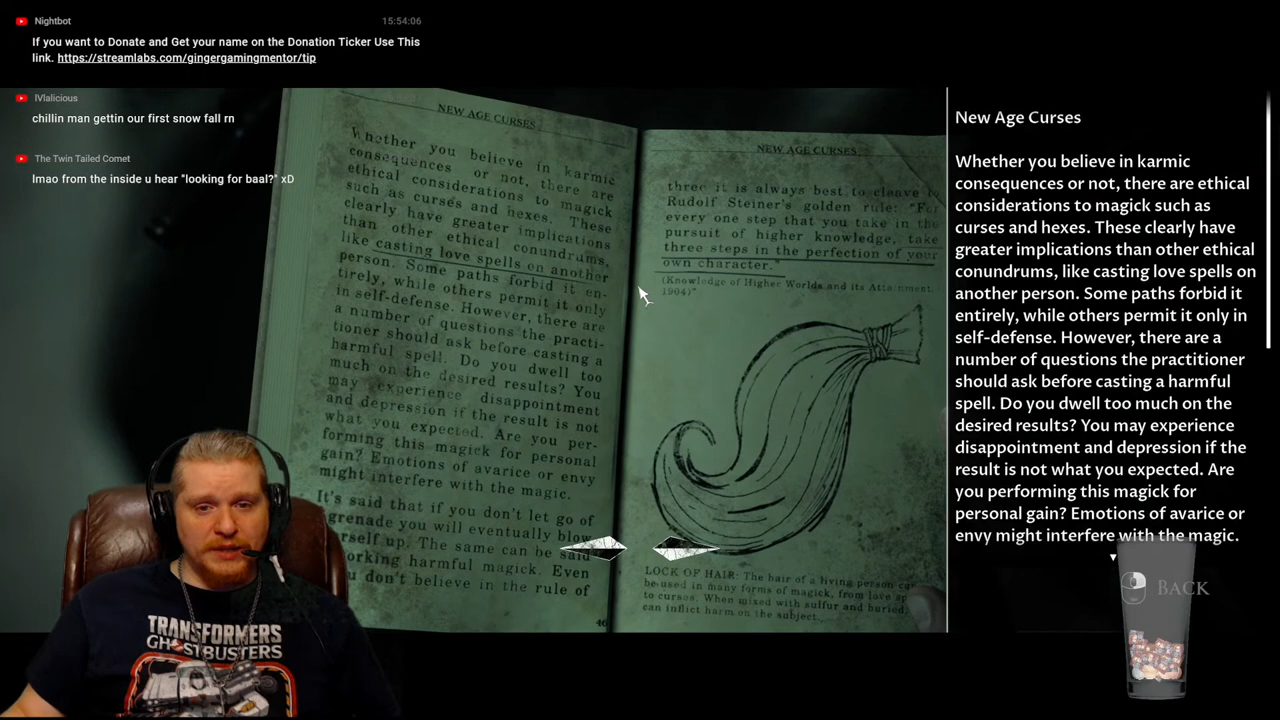 Nightbot
15:54:06
If you want to Donate and Get your name on the Donation Ticker Use This
link. https://streamlabs.com/gingergamingmentor/tip
IVIalicious
chillin man gettin our first snow fall rn
The Twin Tailed Comet
lmao from the inside u hear "looking for baal?" xD
NEW AGE CURSES
Whether you believe in karmic
consequences or not, there are
ethical considerations to magick
such as curses and hexes. These
clearly have greater implications
than other ethical conundrums,
like casting love spells on another
person. Some paths forbid it en-
tirely, while others permit it only
in self-defense. However, there are
a number of questions the practi-
tioner should ask before casting a
harmful spell. Do you dwell too
much on the desired results? You
may experience disappointment
and depression if the result is not
what you expected. Are you per-
forming this magick for personal
gain? Emotions of avarice or envy
might interfere with the magic.
It's said that if you don't let go of
grenade you will eventually blow
rself up. The same can be said
orking harmful magick. Even
u don't believe in the rule of
46
NEW AGE CURSES
three it is always best to cleave
Rudolf Steiner's golden rule: "For
every one step that you take in the
pursuit of higher knowledge, take
three steps in the perfection of your
own character."
(Knowledge of Higher Worlds and its Attainment,
1904)"
LOCK OF HAIR: The hair of a living person can
be used in many forms of magick, from love
to curses. When mixed with sulfur and buried,
can inflict harm on the subject.
New Age Curses
Whether you believe in karmic
consequences or not, there are ethical
considerations to magick such as
curses and hexes. These clearly have
greater implications than other ethical
conundrums, like casting love spells on
another person. Some paths forbid it
entirely, while others permit it only in
self-defense. However, there are a
number of questions the practitioner
should ask before casting a harmful
spell. Do you dwell too much on the
desired results? You may experience
disappointment and depression if the
result is not what you expected. Are
you performing this magick for
personal gain? Emotions of avarice or
envy might interfere with the magic.
BACK
TRANSFORMERS
GHOSTBUSTERS